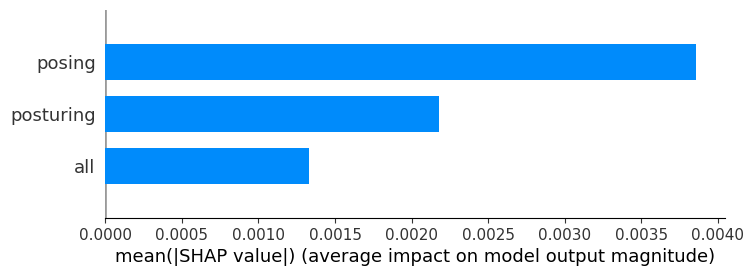 posing
posturing
all
0.0000 0.0005 0.0010 0.0015 0.0020 0.0025 0.0030 0.0035 0.0040
mean(|SHAP value|) (average impact on model output magnitude)